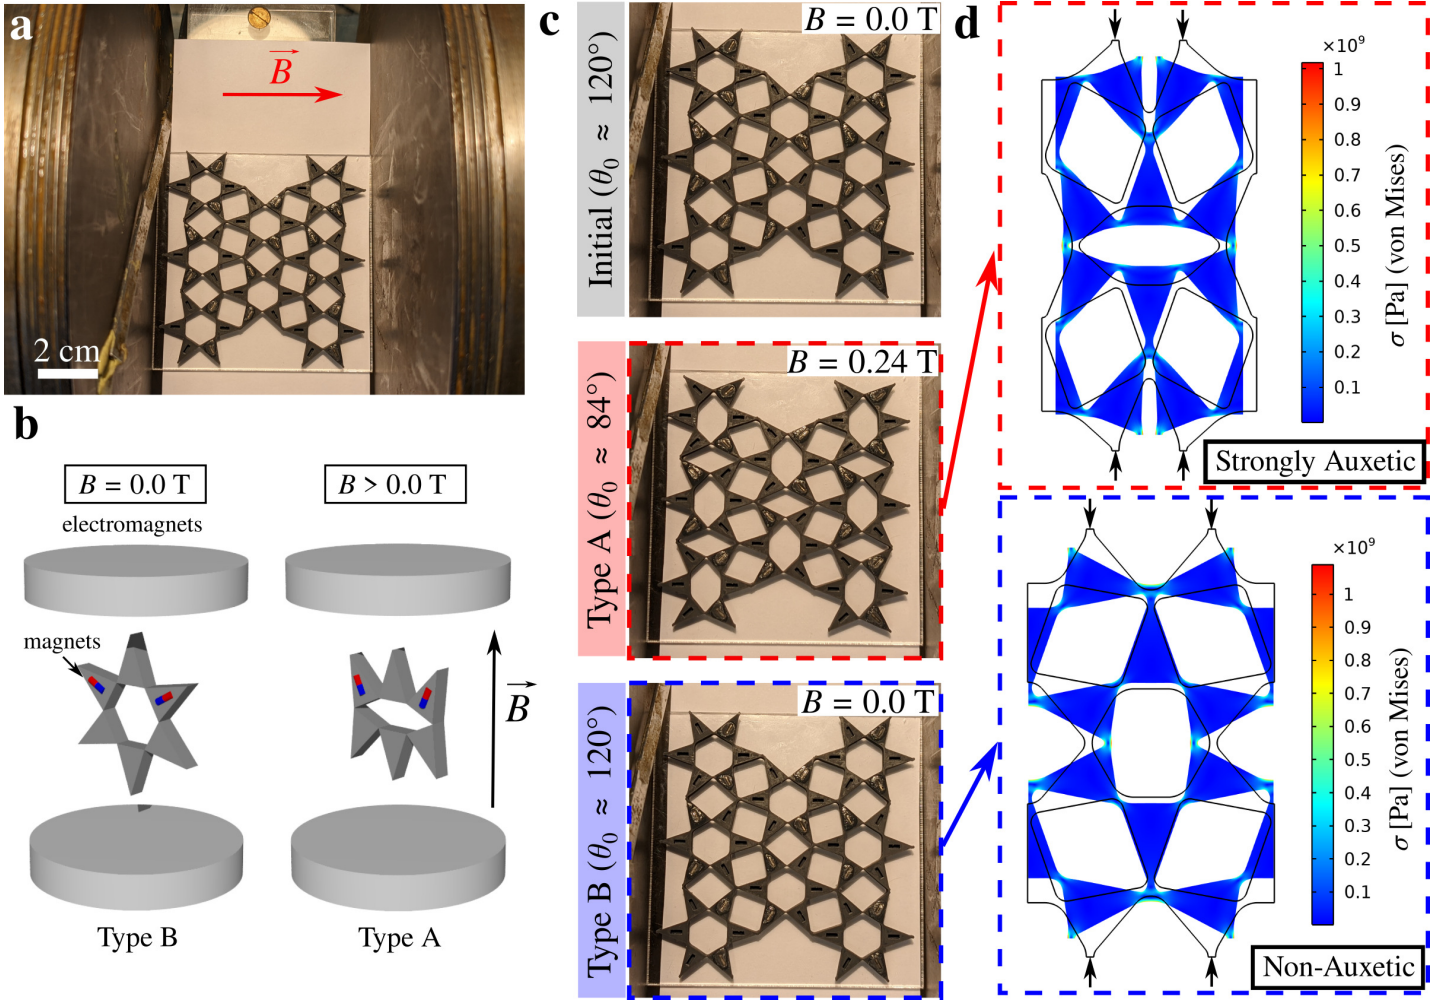 a
B
2 cm
b
B = 0.0 T
B > 0.0 T
electromagnets
magnets
B
Type B
Type A
c
Initial (θ₀ ≈ 120°)
B = 0.0 T
Type A (θ₀ ≈ 84°)
B = 0.24 T
Type B (θ₀ ≈ 120°)
B = 0.0 T
d
×10⁹
1
0.9
0.8
0.7
0.6
0.5
0.4
0.3
0.2
0.1
σ [Pa] (von Mises)
Strongly Auxetic
×10⁹
1
0.9
0.8
0.7
0.6
0.5
0.4
0.3
0.2
0.1
σ [Pa] (von Mises)
Non-Auxetic